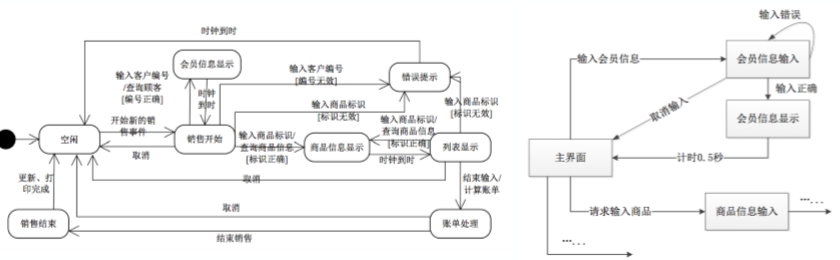 时钟到时
会员信息显示
输入客户编号
/查询顾客
[编号正确]
时钟
到时
输入客户编号
[编号无效]
错误提示
输入商品标识
[标识无效]
输入商品标识
[标识无效]
开始新的销
售事件
空闲
取消
销售开始
输入商品标识/
查询商品信息
[标识正确]
商品信息显示
输入商品标识/
查询商品信息
[标识正确]
时钟到时
列表显示
取消
结束输入/
计算账单
更新、打
印完成
取消
销售结束
账单处理
结束销售
输入错误
输入会员信息
会员信息输入
输入正确
取消输入
会员信息显示
主界面
计时0.5秒
请求输入商品
商品信息输入
...
...